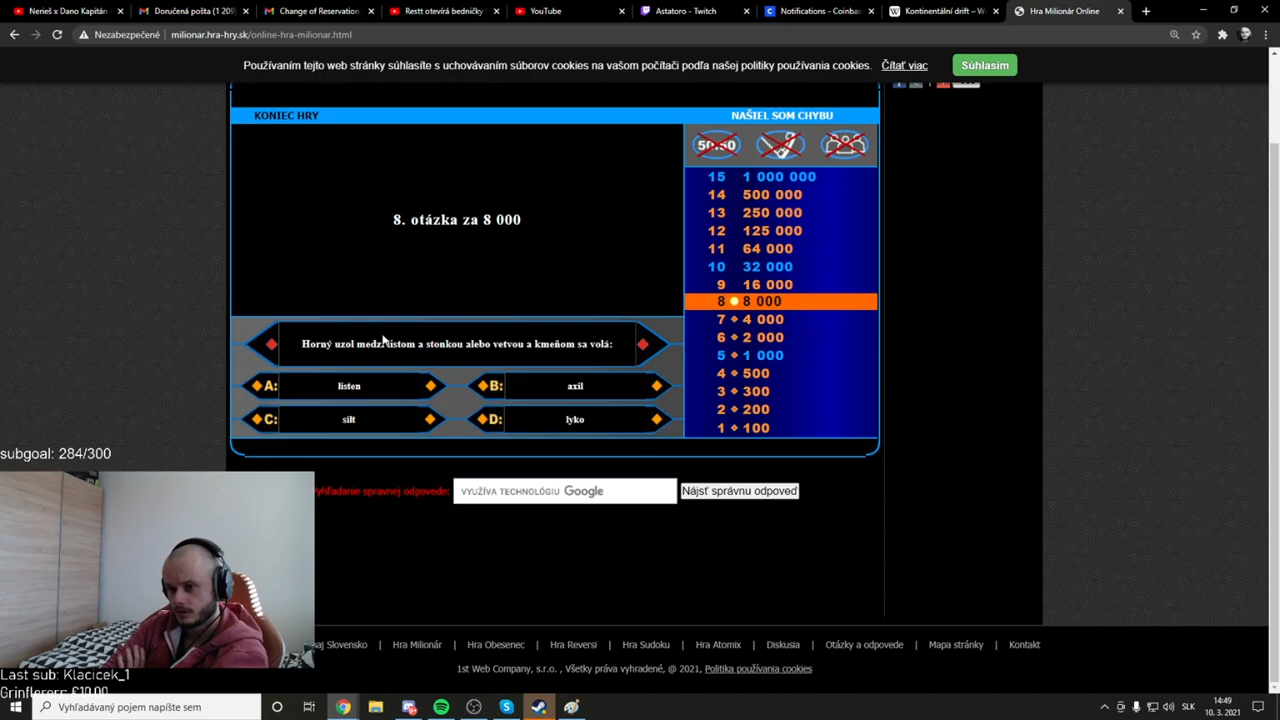 Nerieš x Dano Kapitán
Doručená pošta (1 209)
Change of Reservation
Restt otevírá bedničky
YouTube
Astatoro - Twitch
Notifications - Coinba
Kontinentální drift – W
Hra Milionár Online
Nezabezpečené
milionar.hra-hry.sk/online-hra-milionar.html
Používaním tejto web stránky súhlasíte s uchovávaním súborov cookies na vašom počítači podľa našej politiky používania cookies.
Čítať viac
Súhlasím
KONIEC HRY
NAŠIEL SOM CHYBU
50:50
8. otázka za 8 000
15 1 000 000
14 500 000
13 250 000
12 125 000
11 64 000
10 32 000
9 16 000
8 8 000
7 4 000
6 2 000
5 1 000
4 500
3 300
2 200
1 100
Horný uzol medzi listom a stonkou alebo vetvou a kmeňom sa volá:
A: listen
B: axil
C: silt
D: lyko
subgoal: 284/300
yhľadanie spravnej odpovede:
VYUŽÍVA TECHNOLÓGIU Google
Nájsť správnu odpoveď
Slovensko
Hra Milionár
Hra Obesenec
Hra Reversi
Hra Sudoku
Hra Atomix
Diskusia
Otázky a odpovede
Mapa stránky
Kontakt
1st Web Company, s.r.o. , Všetky práva vyhradené, @ 2021, Politika používania cookies
Last sub: Klacicek_1
Vyhľadávaný pojem napíšte sem
SLK
14:49
10. 3. 2021